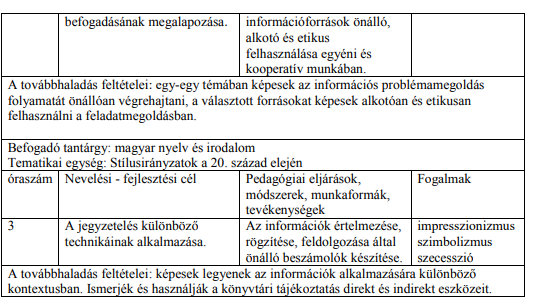 befogadásának megalapozása. információforrások önálló,
alkotó és etikus
felhasználása egyéni és
kooperatív munkában.
A továbbhaladás feltételei: egy-egy témában képesek az információs problémamegoldás
folyamatát önállóan végrehajtani, a választott forrásokat képesek alkotóan és etikusan
felhasználni a feladatmegoldásban.
Befogadó tantárgy: magyar nyelv és irodalom
Tematikai egység: Stílusirányzatok a 20. század elején
óraszám Nevelési - fejlesztési cél Pedagógiai eljárások, Fogalmak
módszerek, munkaformák,
tevékenységek
3 A jegyzetelés különböző Az információk értelmezése, impresszionizmus
technikáinak alkalmazása. rögzítése, feldolgozása által szimbolizmus
önálló beszámolók készítése. szecesszió
A továbbhaladás feltételei: képesek legyenek az információk alkalmazására különböző
kontextusban. Ismerjék és használják a könyvtári tájékoztatás direkt és indirekt eszközeit.